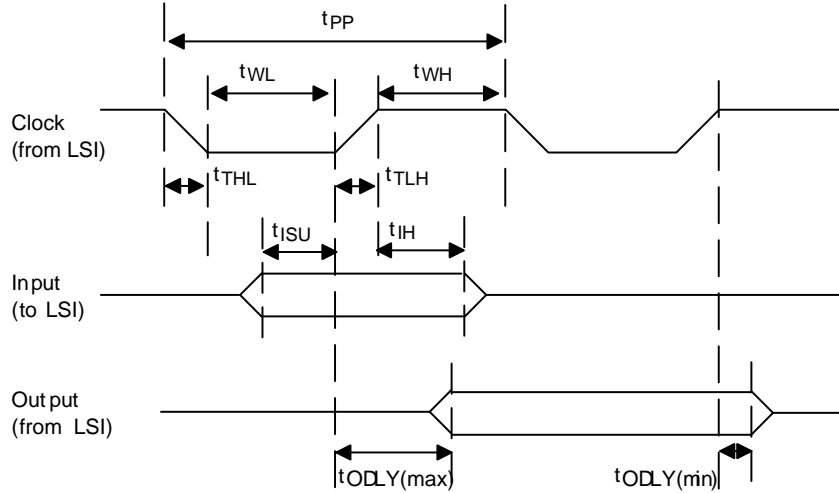 tPP
tWL
tWH
Clock
(from LSI)
tTHL
tTLH
tISU
tIH
Input
(to LSI)
Output
(from LSI)
tODLY(max)
tODLY(min)